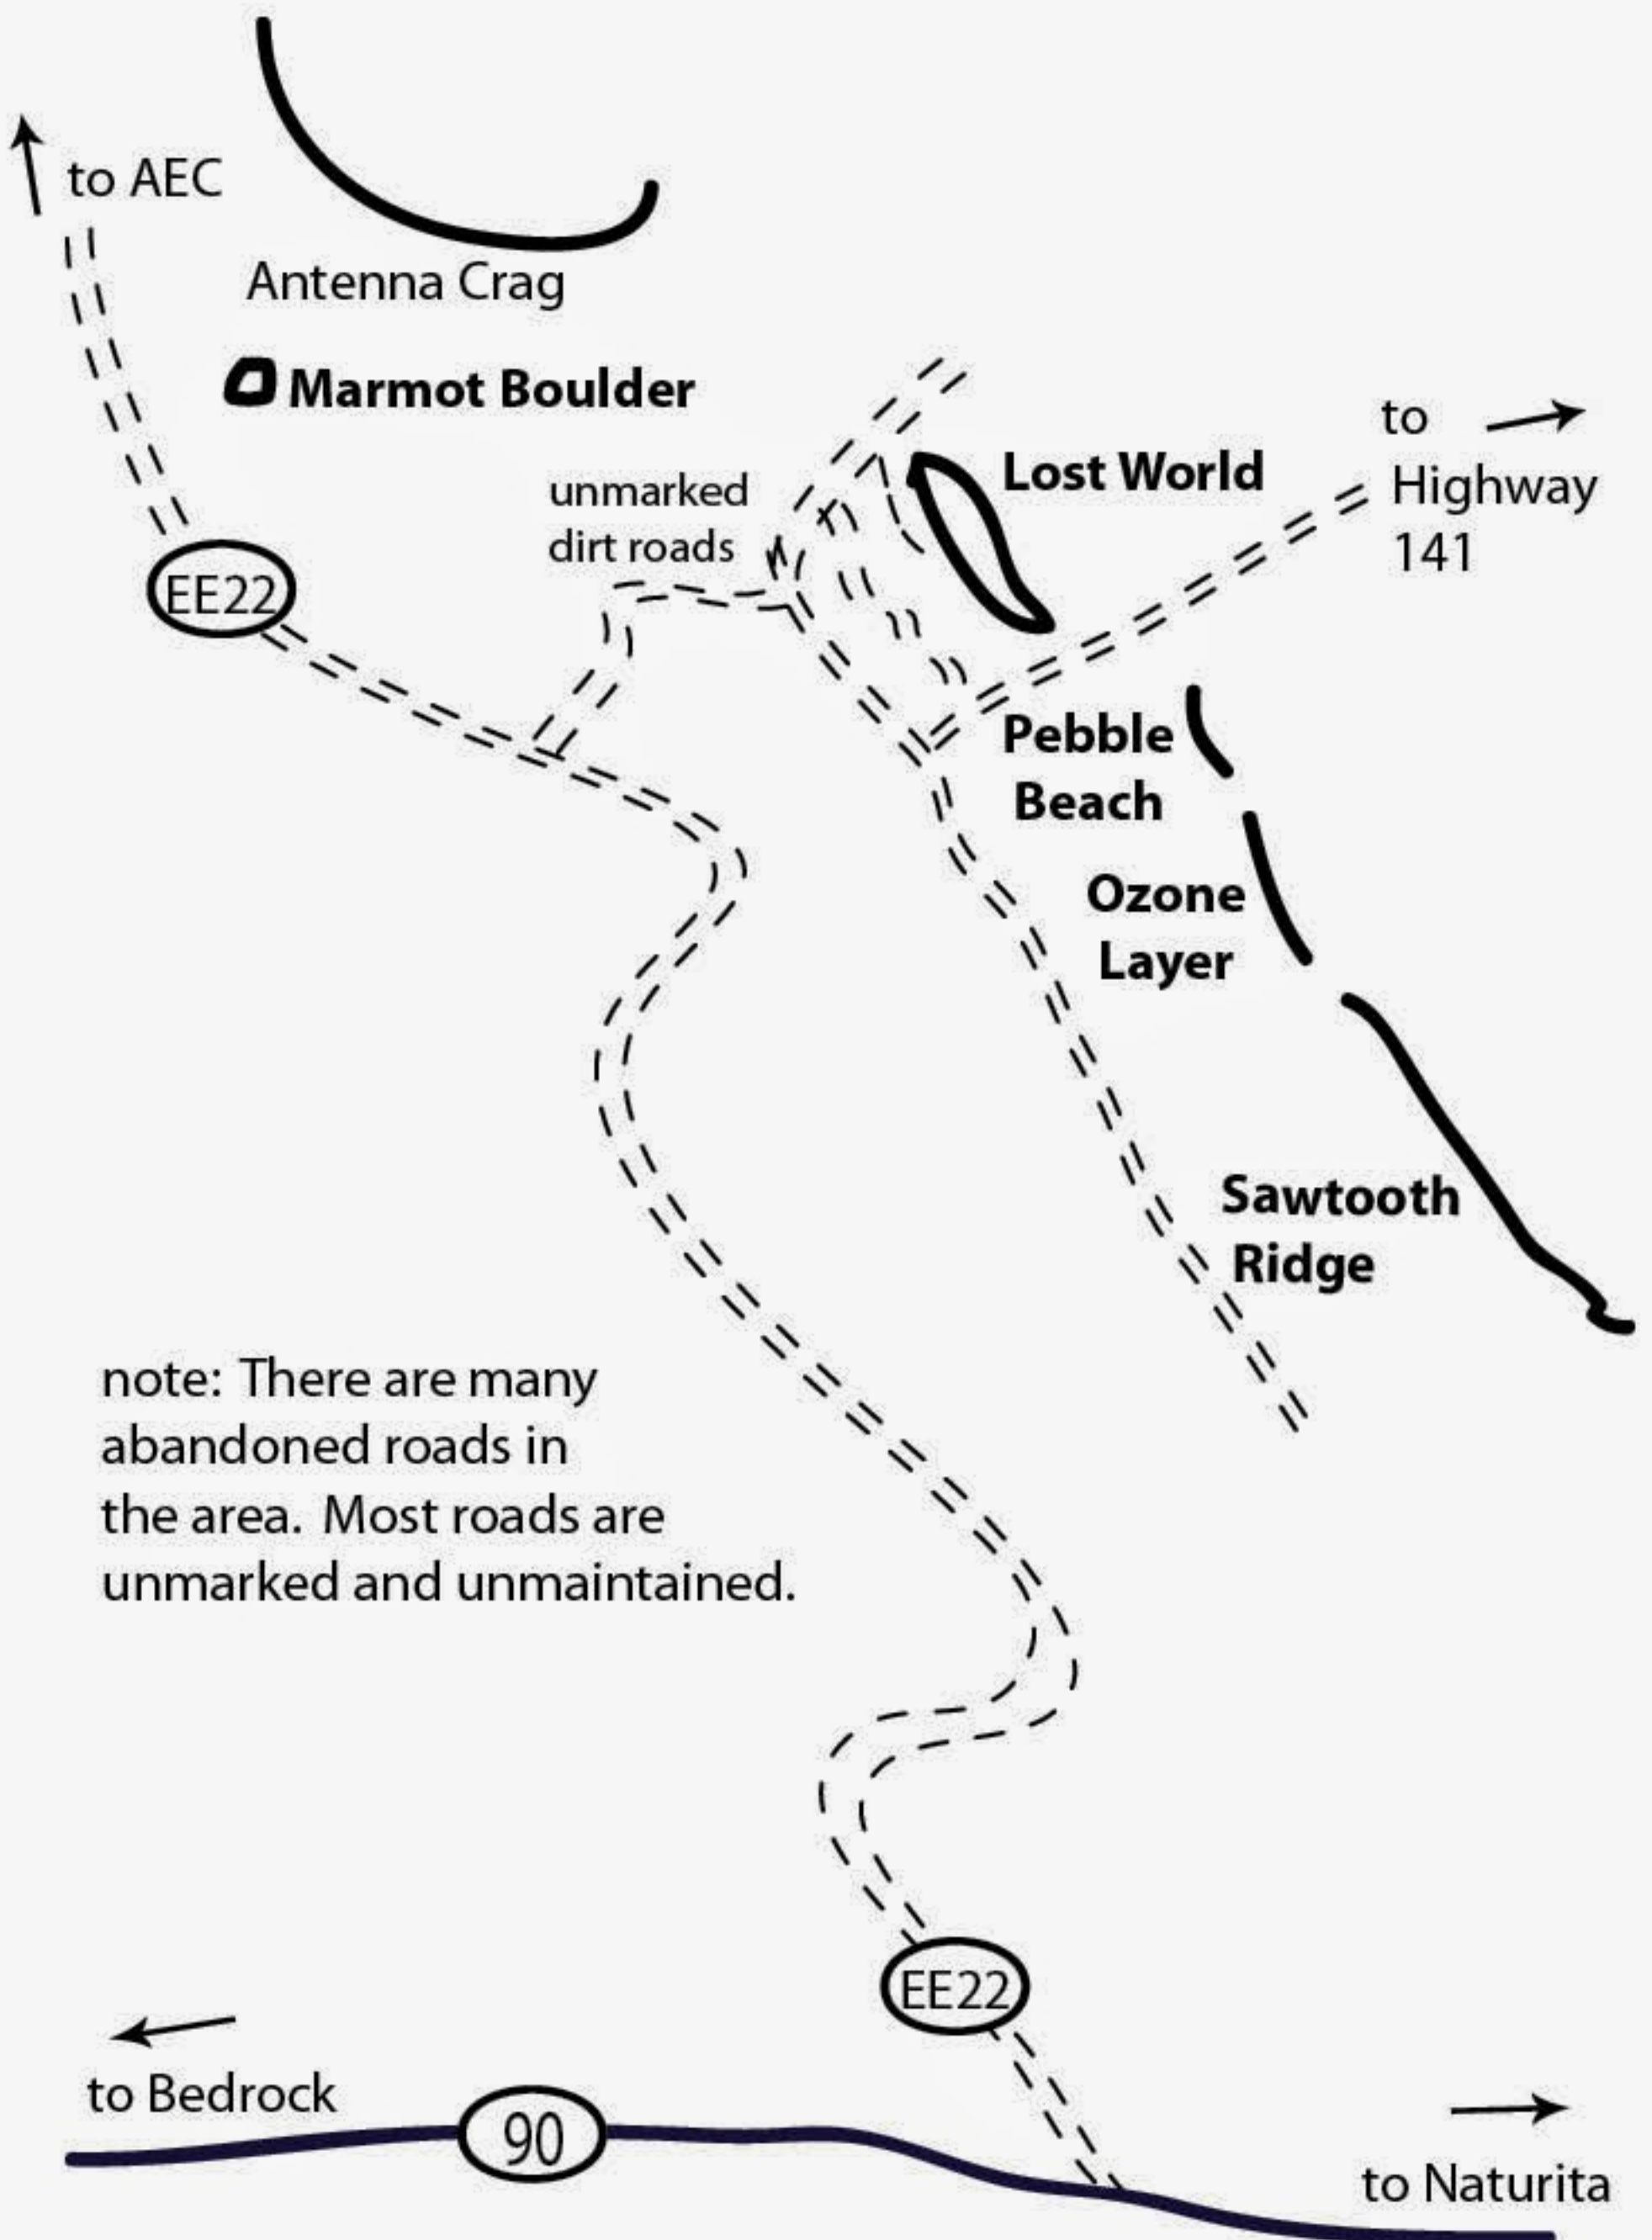 to AEC
Antenna Crag
Marmot Boulder
to
Highway
141
Lost World
unmarked
dirt roads
EE22
Pebble
Beach
Ozone
Layer
Sawtooth
Ridge
note: There are many
abandoned roads in
the area. Most roads are
unmarked and unmaintained.
EE22
to Bedrock
90
to Naturita